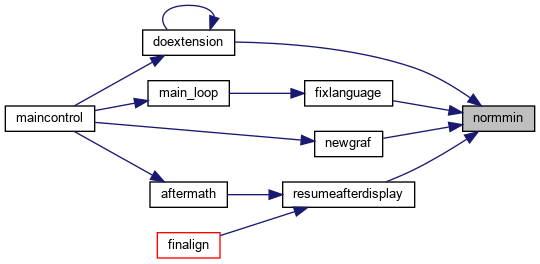 doextension
main_loop
fixlanguage
maincontrol
normmin
newgraf
aftermath
resumeafterdisplay
finalign